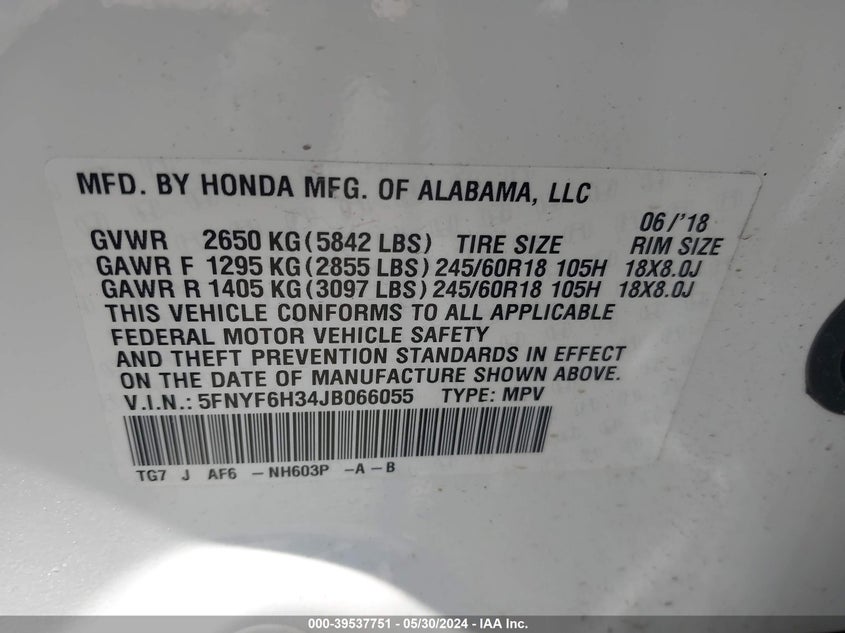 MFD. BY HONDA MFG. OF ALABAMA, LLC
06/'18
GVWR 2650 KG (5842 LBS) TIRE SIZE RIM SIZE
GAWR F 1295 KG (2855 LBS) 245/60R18 105H 18X8.0J
GAWR R 1405 KG (3097 LBS) 245/60R18 105H 18X8.0J
THIS VEHICLE CONFORMS TO ALL APPLICABLE
FEDERAL MOTOR VEHICLE SAFETY
AND THEFT PREVENTION STANDARDS IN EFFECT
ON THE DATE OF MANUFACTURE SHOWN ABOVE.
V.I.N.: 5FNYF6H34JB066055 TYPE: MPV
TG7 J AF6 - NH603P -A-B
000-39537751 — 05/30/2024 — IAA Inc.